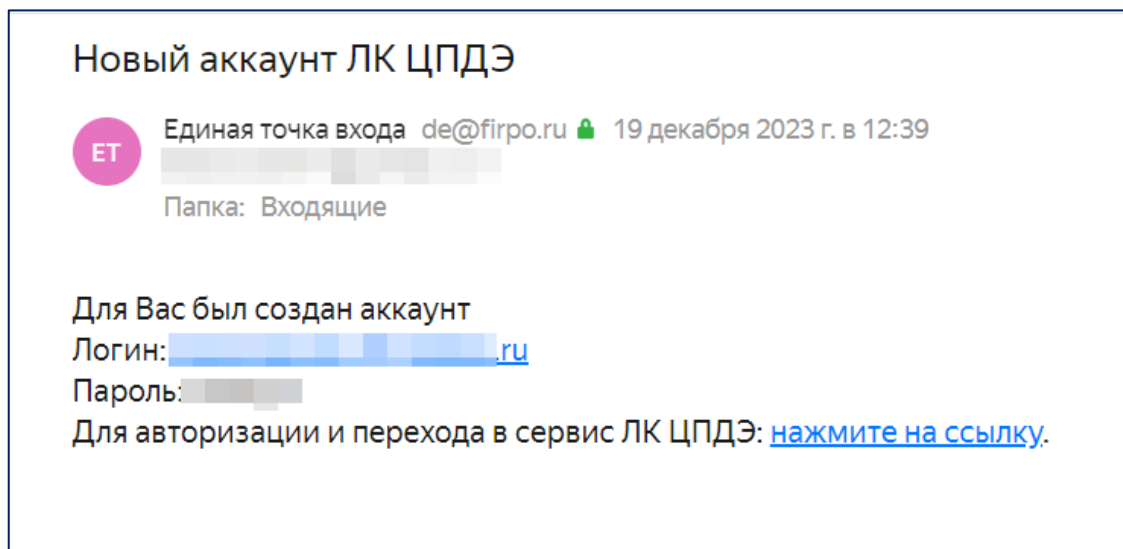 Новый аккаунт ЛК ЦПДЭ
Единая точка входа de@firpo.ru 19 декабря 2023 г. в 12:39
ЕТ
Папка: Входящие
Для Вас был создан аккаунт
Логин: .ru
Пароль:
Для авторизации и перехода в сервис ЛК ЦПДЭ: нажмите на ссылку.